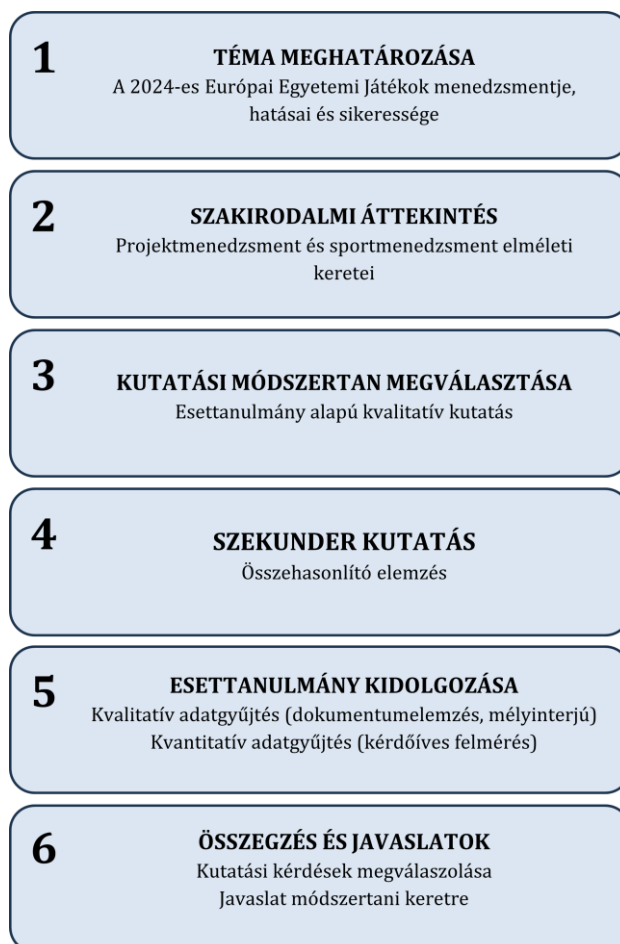 1
TÉMA MEGHATÁROZÁSA
A 2024-es Európai Egyetemi Játékok menedzsmentje,
hatásai és sikeressége
2
SZAKIRODALMI ÁTTEKINTÉS
Projektmenedzsment és sportmenedzsment elméleti
keretei
3
KUTATÁSI MÓDSZERTAN MEGVÁLASZTÁSA
Esettanulmány alapú kvalitatív kutatás
4
SZEKUNDER KUTATÁS
Összehasonlító elemzés
5
ESETTANULMÁNY KIDOLGOZÁSA
Kvalitatív adatgyűjtés (dokumentumelemzés, mélyinterjú)
Kvantitatív adatgyűjtés (kérdőíves felmérés)
6
ÖSSZEGZÉS ÉS JAVASLATOK
Kutatási kérdések megválaszolása
Javaslat módszertani keretre